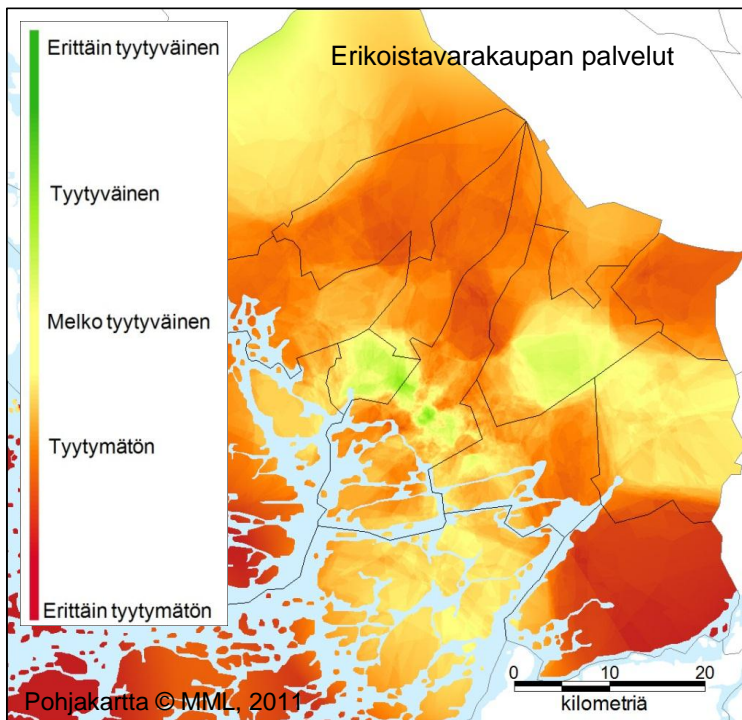 Erikoistavarakaupan palvelut
Erittäin tyytyväinen
Tyytyväinen
Melko tyytyväinen
Tyytymätön
Erittäin tyytymätön
0 10 20
kilometriä
Pohjakartta © MML, 2011